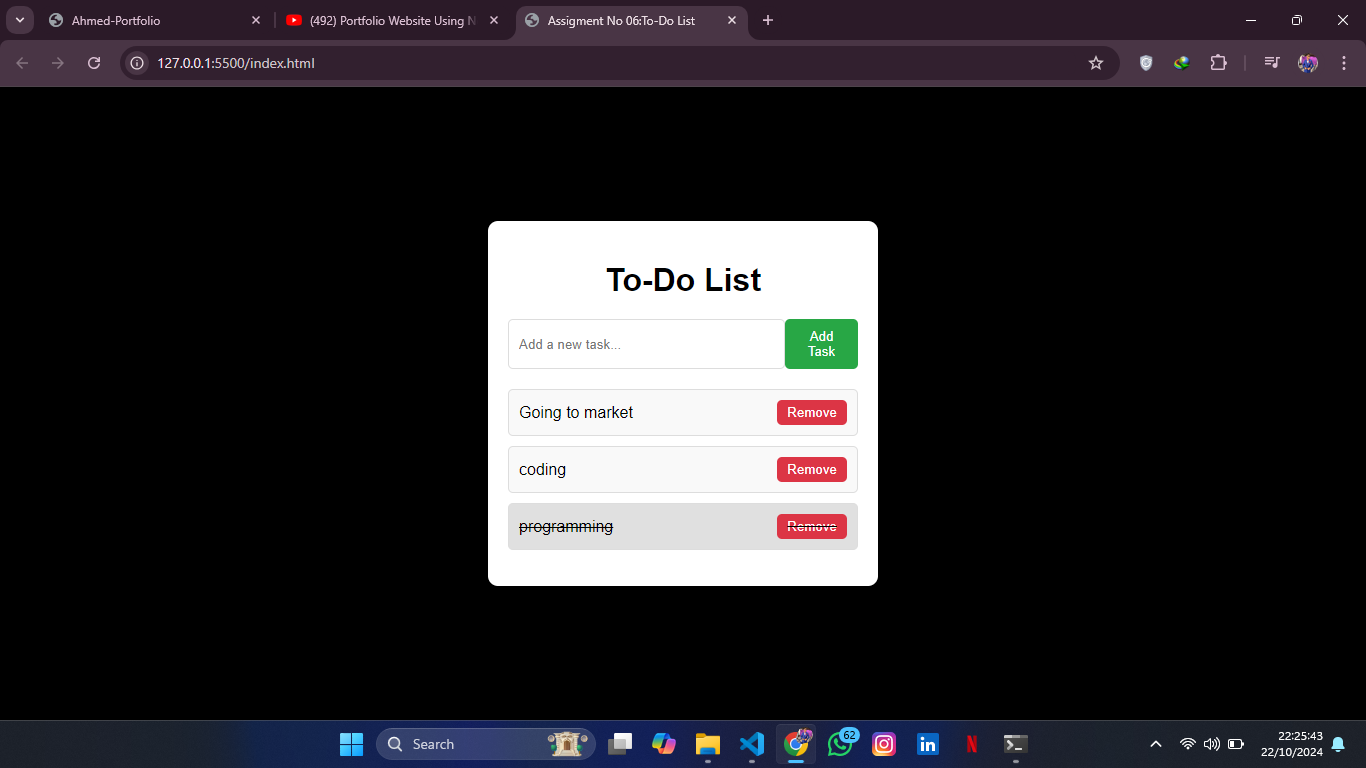 Ahmed-Portfolio
(492) Portfolio Website Using N
Assigment No 06:To-Do List
127.0.0.1:5500/index.html
To-Do List
Add a new task...
Add
Task
Going to market
Remove
coding
Remove
programming
Remove
Search
62
in
N
22:25:43
22/10/2024